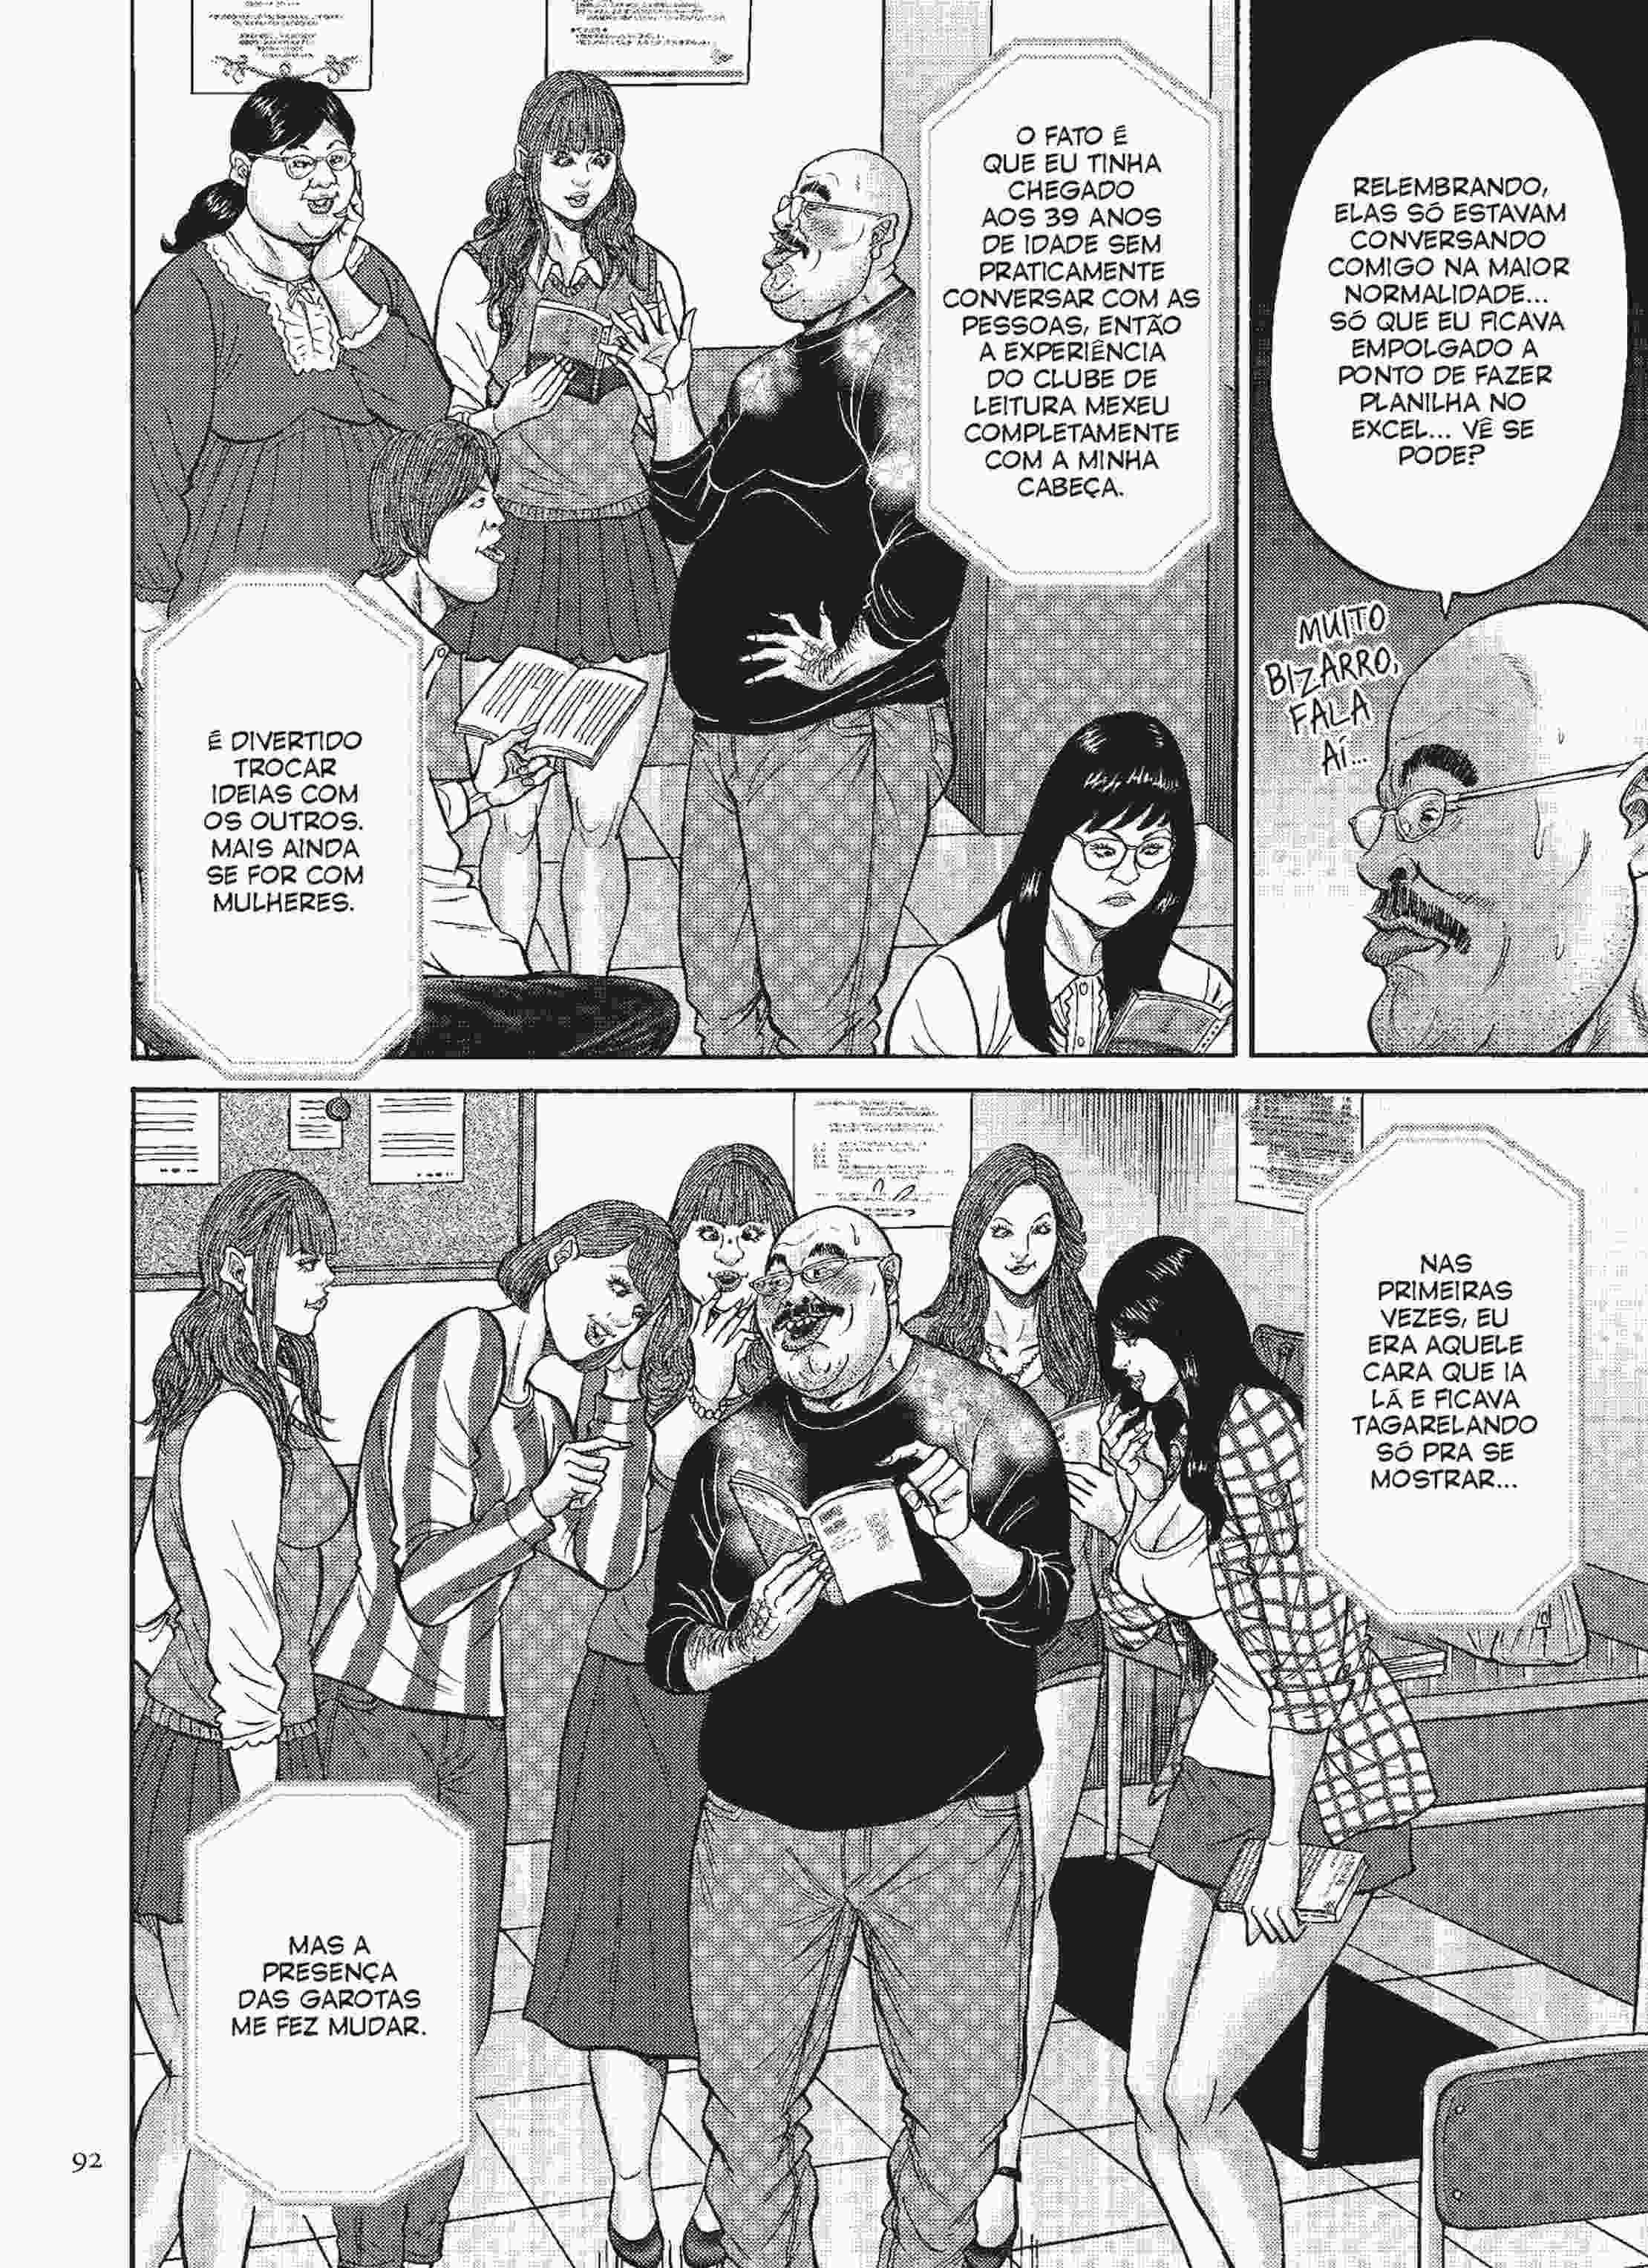 RELEMBRANDO,
ELAS SÓ ESTAVAM
CONVERSANDO
COMIGO NA MAIOR
NORMALIDADE...
SÓ QUE EU FICAVA
EMPOLGADO A
PONTO DE FAZER
PLANILHA NO
EXCEL... VÊ SE
PODE?
MUITO
BIZARRO,
FALA
AÍ...
O FATO É
QUE EU TINHA
CHEGADO
AOS 39 ANOS
DE IDADE SEM
PRATICAMENTE
CONVERSAR COM AS
PESSOAS, ENTÃO
A EXPERIÊNCIA
DO CLUBE DE
LEITURA MEXEU
COMPLETAMENTE
COM A MINHA
CABEÇA.
É DIVERTIDO
TROCAR
IDEIAS COM
OS OUTROS.
MAIS AINDA
SE FOR COM
MULHERES.
NAS
PRIMEIRAS
VEZES, EU
ERA AQUELE
CARA QUE IA
LÁ E FICAVA
TAGARELANDO
SÓ PRA SE
MOSTRAR...
MAS A
PRESENÇA
DAS GAROTAS
ME FEZ MUDAR.
92